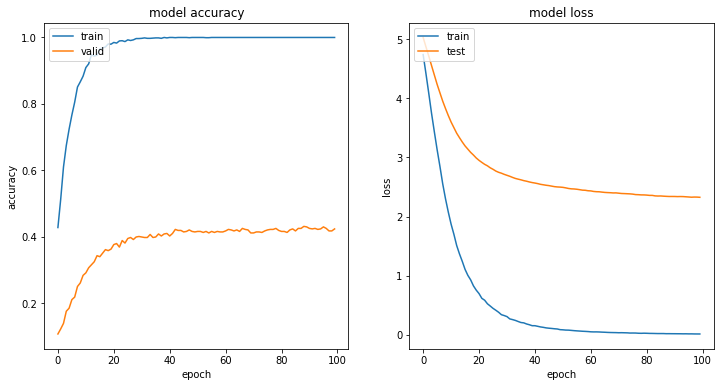 model accuracy
train
valid
1.0
0.8
0.6
0.4
0.2
accuracy
0
20
40
60
80
100
epoch
model loss
train
test
5
4
3
2
1
0
loss
0
20
40
60
80
100
epoch